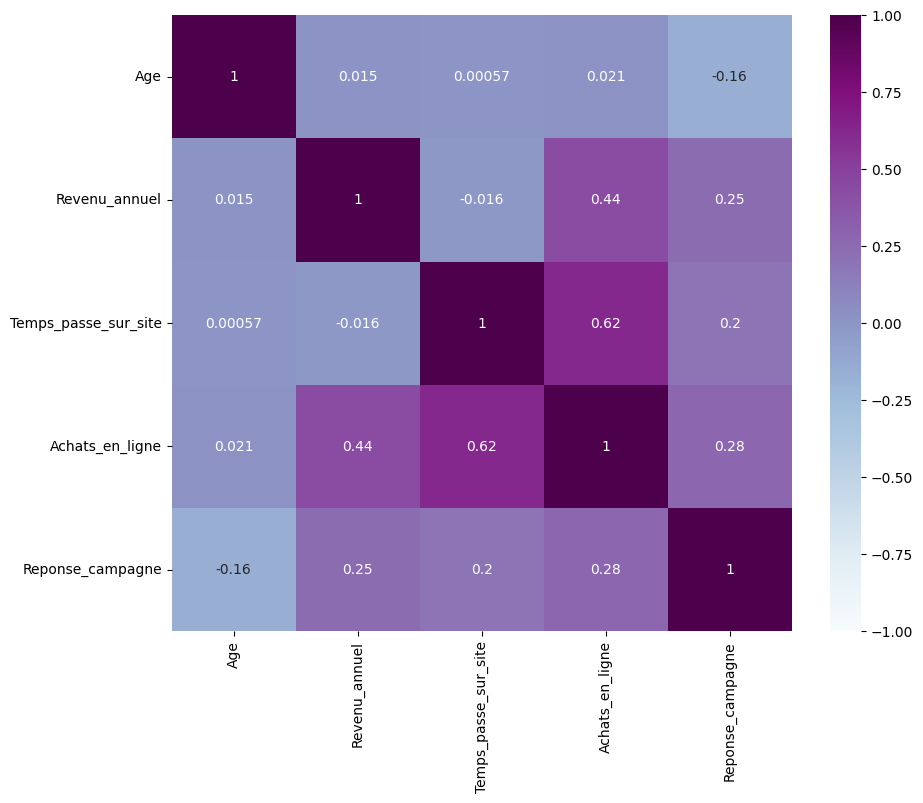 Age 1 0.015 0.00057 0.021 -0.16
Revenu_annuel 0.015 1 -0.016 0.44 0.25
Temps_passe_sur_site 0.00057 -0.016 1 0.62 0.2
Achats_en_ligne 0.021 0.44 0.62 1 0.28
Reponse_campagne -0.16 0.25 0.2 0.28 1
Age
Revenu_annuel
Temps_passe_sur_site
Achats_en_ligne
Reponse_campagne
1.00
0.75
0.50
0.25
0.00
−0.25
−0.50
−0.75
−1.00